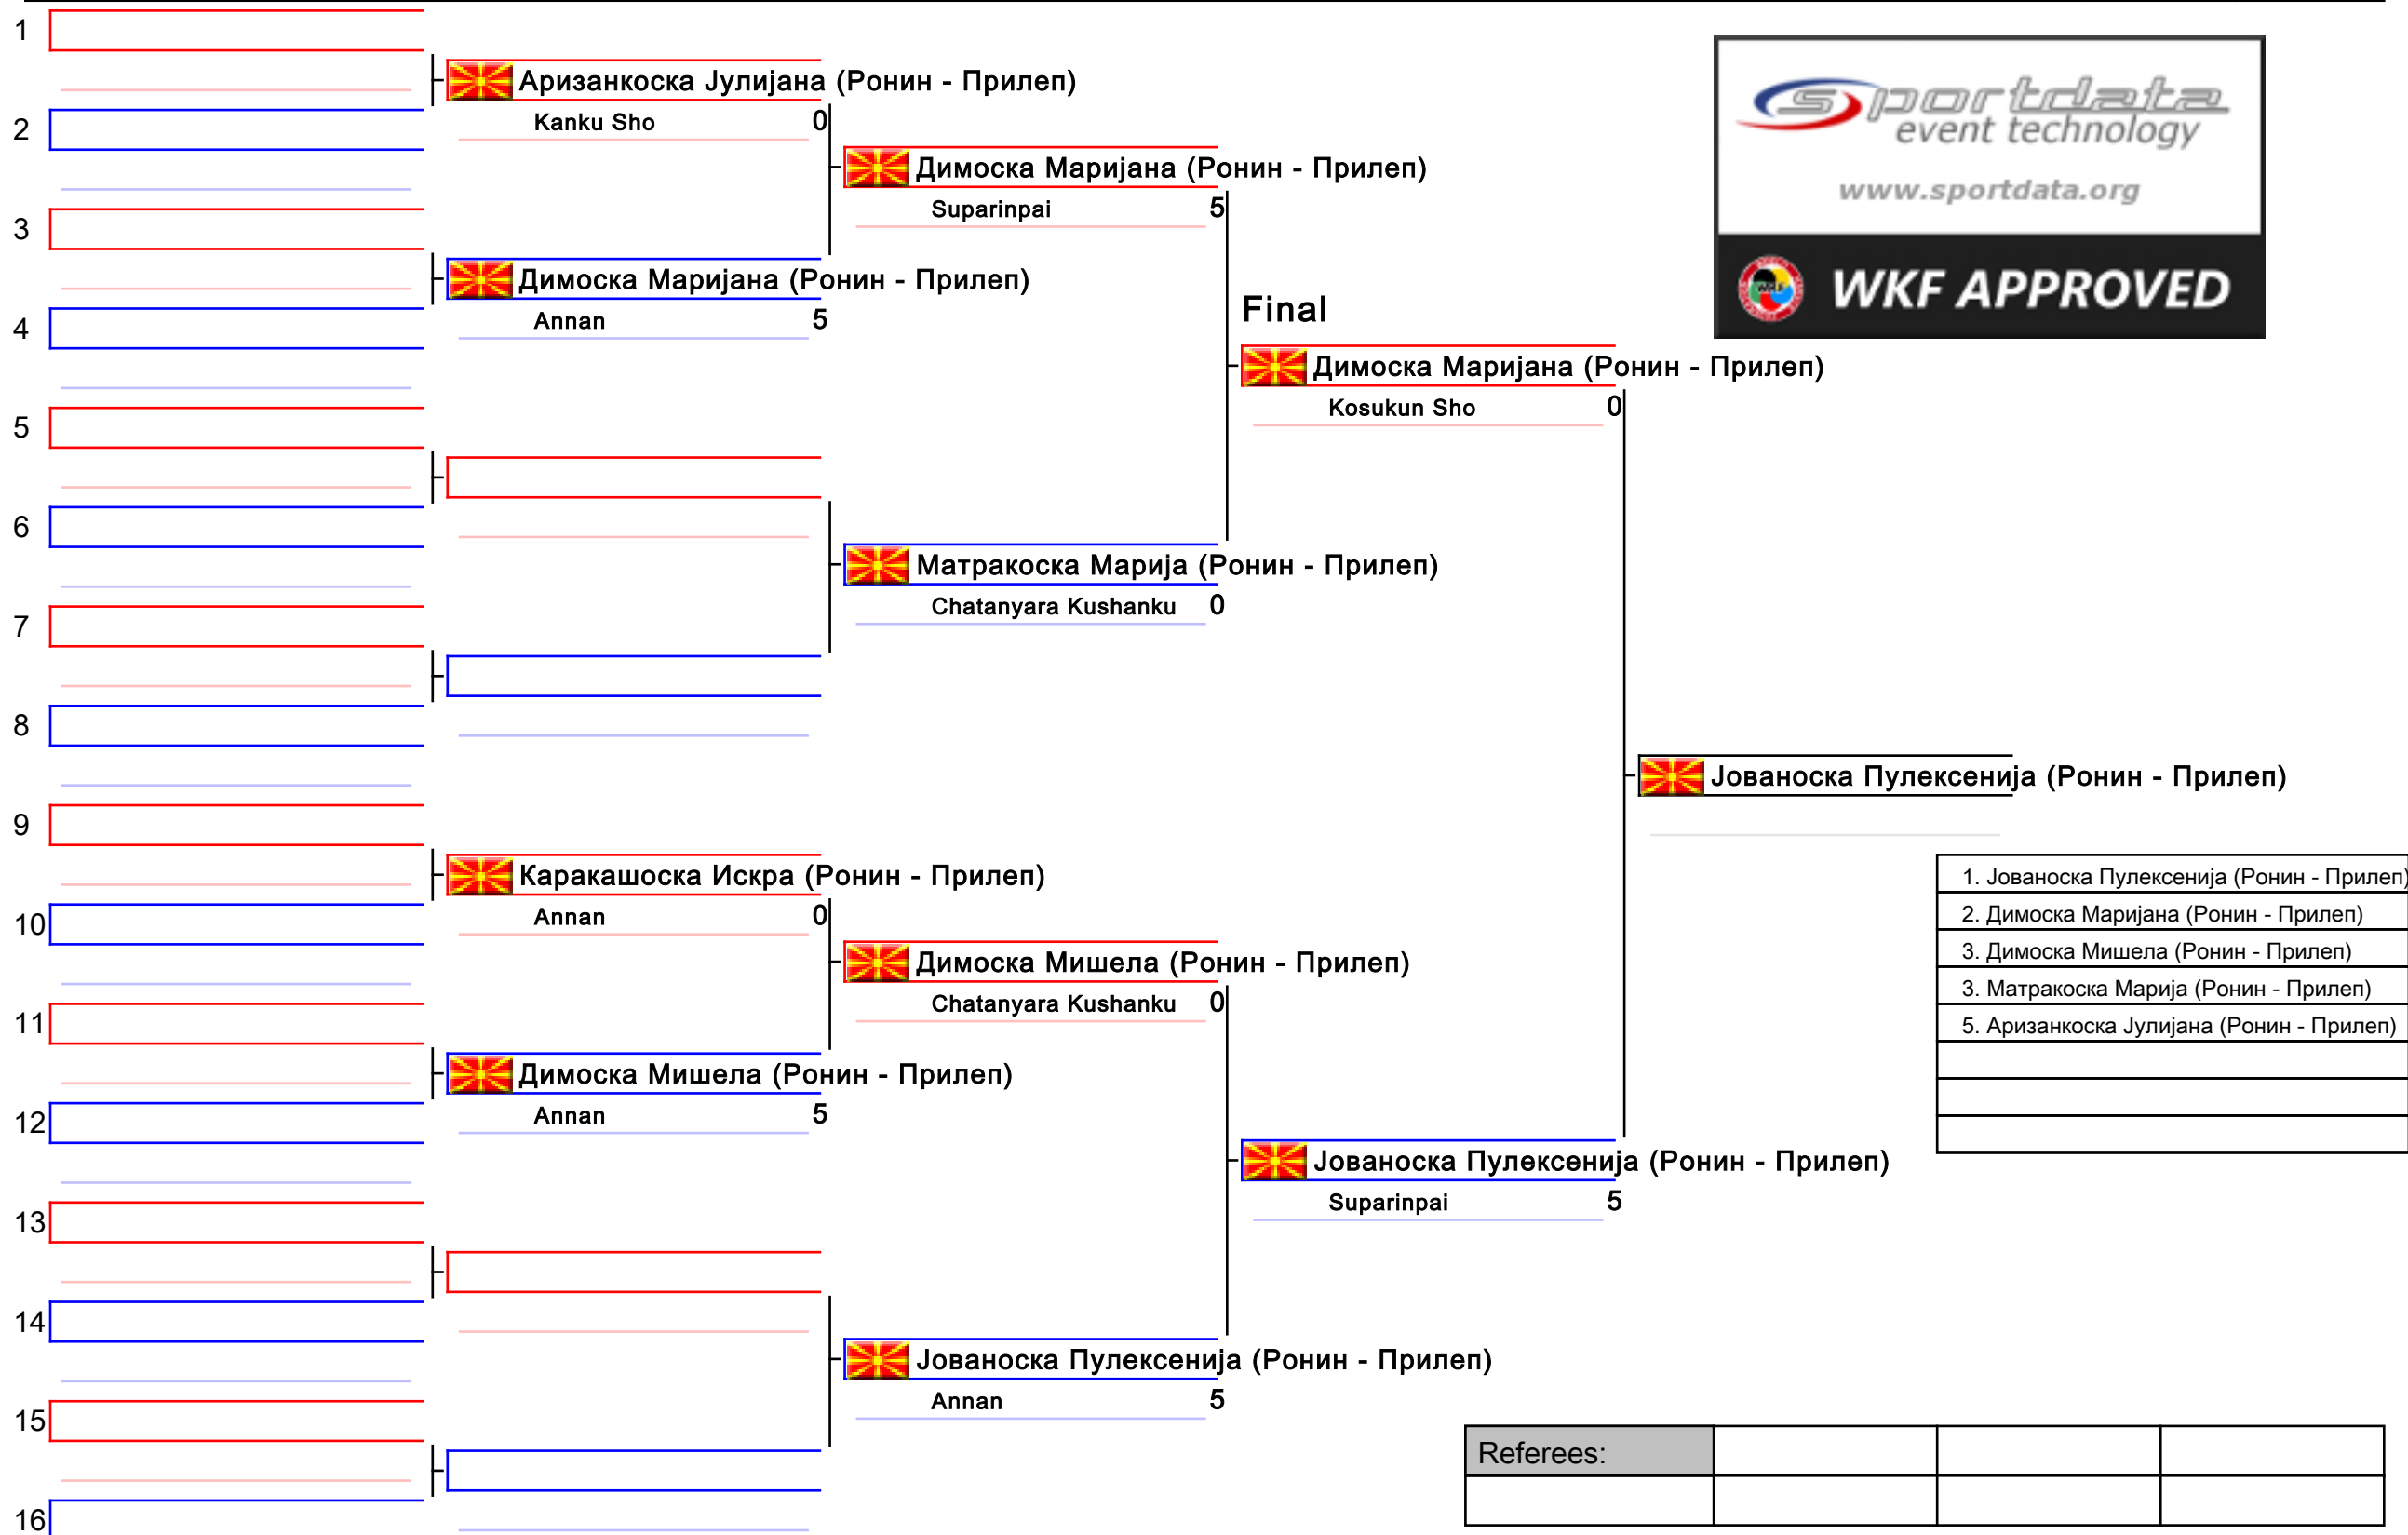 1
Аризанкоска Јулијана (Ронин - Прилеп)
Kanku Sho 0
2
Димоска Маријана (Ронин - Прилеп)
Suparinpai 5
3
Димоска Маријана (Ронин - Прилеп)
Annan 5
4
sportdata
event technology
www.sportdata.org
WKF
WKF APPROVED
Final
Димоска Маријана (Ронин - Прилеп)
Kosukun Sho 0
5
6
Матракоска Марија (Ронин - Прилеп)
Chatanyara Kushanku 0
7
8
Јованоска Пулексенија (Ронин - Прилеп)
9
Каракашоска Искра (Ронин - Прилеп)
Annan 0
10
Димоска Мишела (Ронин - Прилеп)
Chatanyara Kushanku 0
11
Димоска Мишела (Ронин - Прилеп)
Annan 5
12
1. Јованоска Пулексенија (Ронин - Прилеп)
2. Димоска Маријана (Ронин - Прилеп)
3. Димоска Мишела (Ронин - Прилеп)
3. Матракоска Марија (Ронин - Прилеп)
5. Аризанкоска Јулијана (Ронин - Прилеп)
Јованоска Пулексенија (Ронин - Прилеп)
Suparinpai 5
13
14
Јованоска Пулексенија (Ронин - Прилеп)
Annan 5
15
16
Referees: